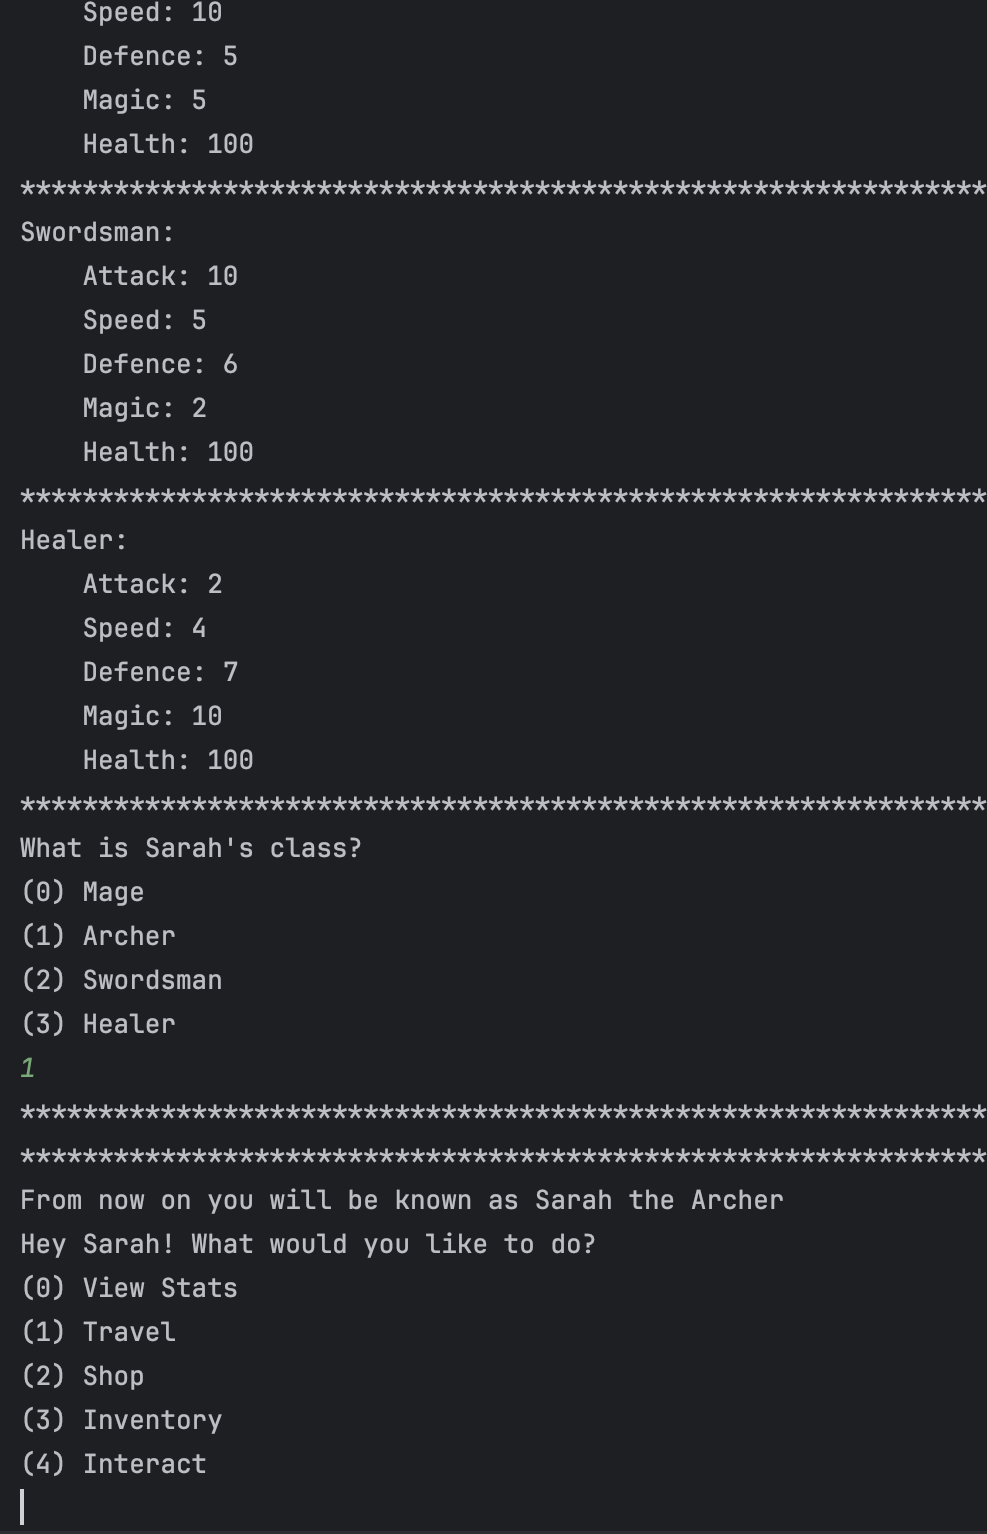 Speed: 10
Defence: 5
Magic: 5
Health: 100
**************************************************************
Swordsman:
Attack: 10
Speed: 5
Defence: 6
Magic: 2
Health: 100
**************************************************************
Healer:
Attack: 2
Speed: 4
Defence: 7
Magic: 10
Health: 100
**************************************************************
What is Sarah's class?
(0) Mage
(1) Archer
(2) Swordsman
(3) Healer
1
**************************************************************
**************************************************************
From now on you will be known as Sarah the Archer
Hey Sarah! What would you like to do?
(0) View Stats
(1) Travel
(2) Shop
(3) Inventory
(4) Interact